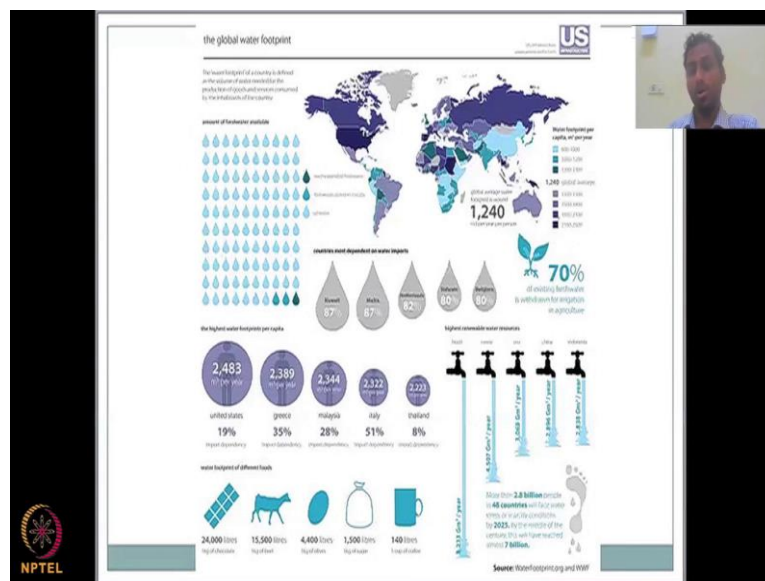 the global water footprint
US
The 'water footprint' of a country is defined
as the volume of water needed for the
production of goods and services consumed
by the inhabitants of the country
amount of freshwater available
Water footprint per
capita, m³ per year
1,240 global average
global average water
footprint is around
1,240
m3 per year per person
countries most dependent on water imports
Kuwait
87%
Malta
87%
Netherlands
82%
Bahrain
80%
Belgium
80%
70%
of existing freshwater
is withdrawn for irrigation
in agriculture
the highest water footprints per capita
2,483
m³ per year
united states
19%
import dependency
2,389
m³ per year
greece
35%
import dependency
2,344
m³ per year
malaysia
28%
import dependency
2,322
m³ per year
italy
51%
import dependency
2,223
thailand
8%
import dependency
highest renewable water resources
brazil
russia
usa
china
indonesia
8,233 Gm³ / year
4,507 Gm³ / year
3,069 Gm³ / year
2,896 Gm³ / year
2,838 Gm³ / year
water footprint of different foods
24,000 litres
1kg of chocolate
15,500 litres
1kg of beef
4,400 litres
1kg of olives
1,500 litres
1kg of sugar
140 litres
1 cup of coffee
More than 2.8 billion people
in 48 countries will face water
stress or scarcity conditions
by 2025. By the middle of the
century this will have reached
almost 7 billion.
Source: WaterFootprint.org and WWF
NPTEL